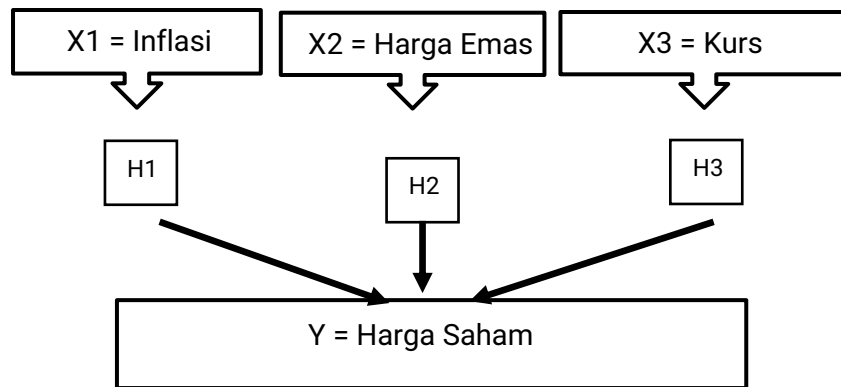 X1 = Inflasi
X2 = Harga Emas
X3 = Kurs
H1
H2
H3
Y = Harga Saham